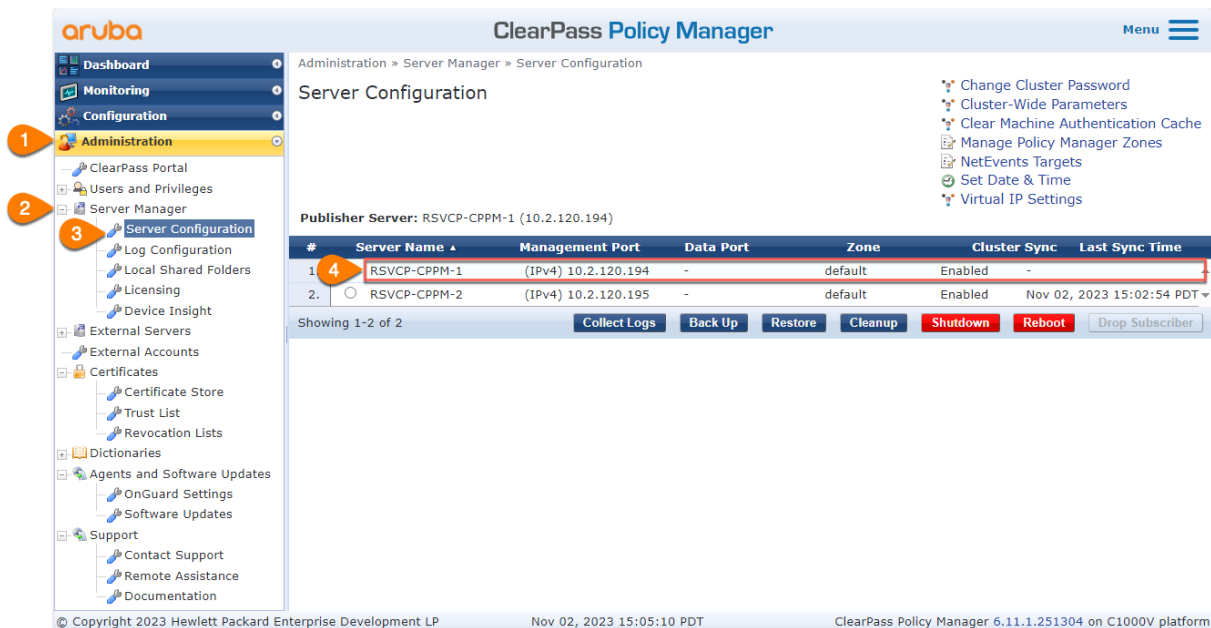 aruba
ClearPass Policy Manager
Menu
Dashboard
Monitoring
Configuration
1
Administration
ClearPass Portal
Users and Privileges
2
Server Manager
3
Server Configuration
Log Configuration
Local Shared Folders
Licensing
Device Insight
External Servers
External Accounts
Certificates
Certificate Store
Trust List
Revocation Lists
Dictionaries
Agents and Software Updates
OnGuard Settings
Software Updates
Support
Contact Support
Remote Assistance
Documentation
Administration » Server Manager » Server Configuration
Server Configuration
Change Cluster Password
Cluster-Wide Parameters
Clear Machine Authentication Cache
Manage Policy Manager Zones
NetEvents Targets
Set Date & Time
Virtual IP Settings
Publisher Server: RSVCP-CPPM-1 (10.2.120.194)
# Server Name ▲ Management Port Data Port Zone Cluster Sync Last Sync Time
1. 4 RSVCP-CPPM-1 (IPv4) 10.2.120.194 - default Enabled -
2. RSVCP-CPPM-2 (IPv4) 10.2.120.195 - default Enabled Nov 02, 2023 15:02:54 PDT
Showing 1-2 of 2 Collect Logs Back Up Restore Cleanup Shutdown Reboot Drop Subscriber
© Copyright 2023 Hewlett Packard Enterprise Development LP Nov 02, 2023 15:05:10 PDT ClearPass Policy Manager 6.11.1.251304 on C1000V platform